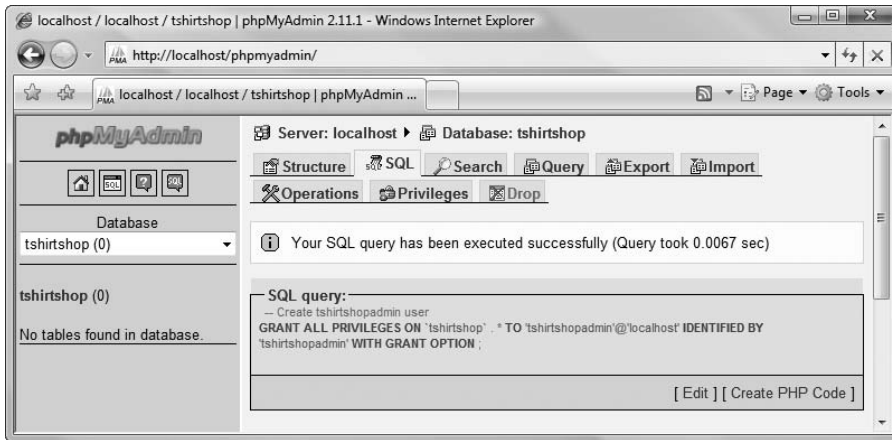 localhost / localhost / tshirtshop | phpMyAdmin 2.11.1 - Windows Internet Explorer
PMA http://localhost/phpmyadmin/
PMA localhost / localhost / tshirtshop | phpMyAdmin ...
Page Tools
phpMyAdmin
SQL SQL
Database
tshirtshop (0)
tshirtshop (0)
No tables found in database.
Server: localhost Database: tshirtshop
Structure SQL Search Query Export Import
Operations Privileges Drop
Your SQL query has been executed successfully (Query took 0.0067 sec)
SQL query:
-- Create tshirtshopadmin user
GRANT ALL PRIVILEGES ON `tshirtshop` . * TO 'tshirtshopadmin'@'localhost' IDENTIFIED BY
'tshirtshopadmin' WITH GRANT OPTION ;
[ Edit ] [ Create PHP Code ]